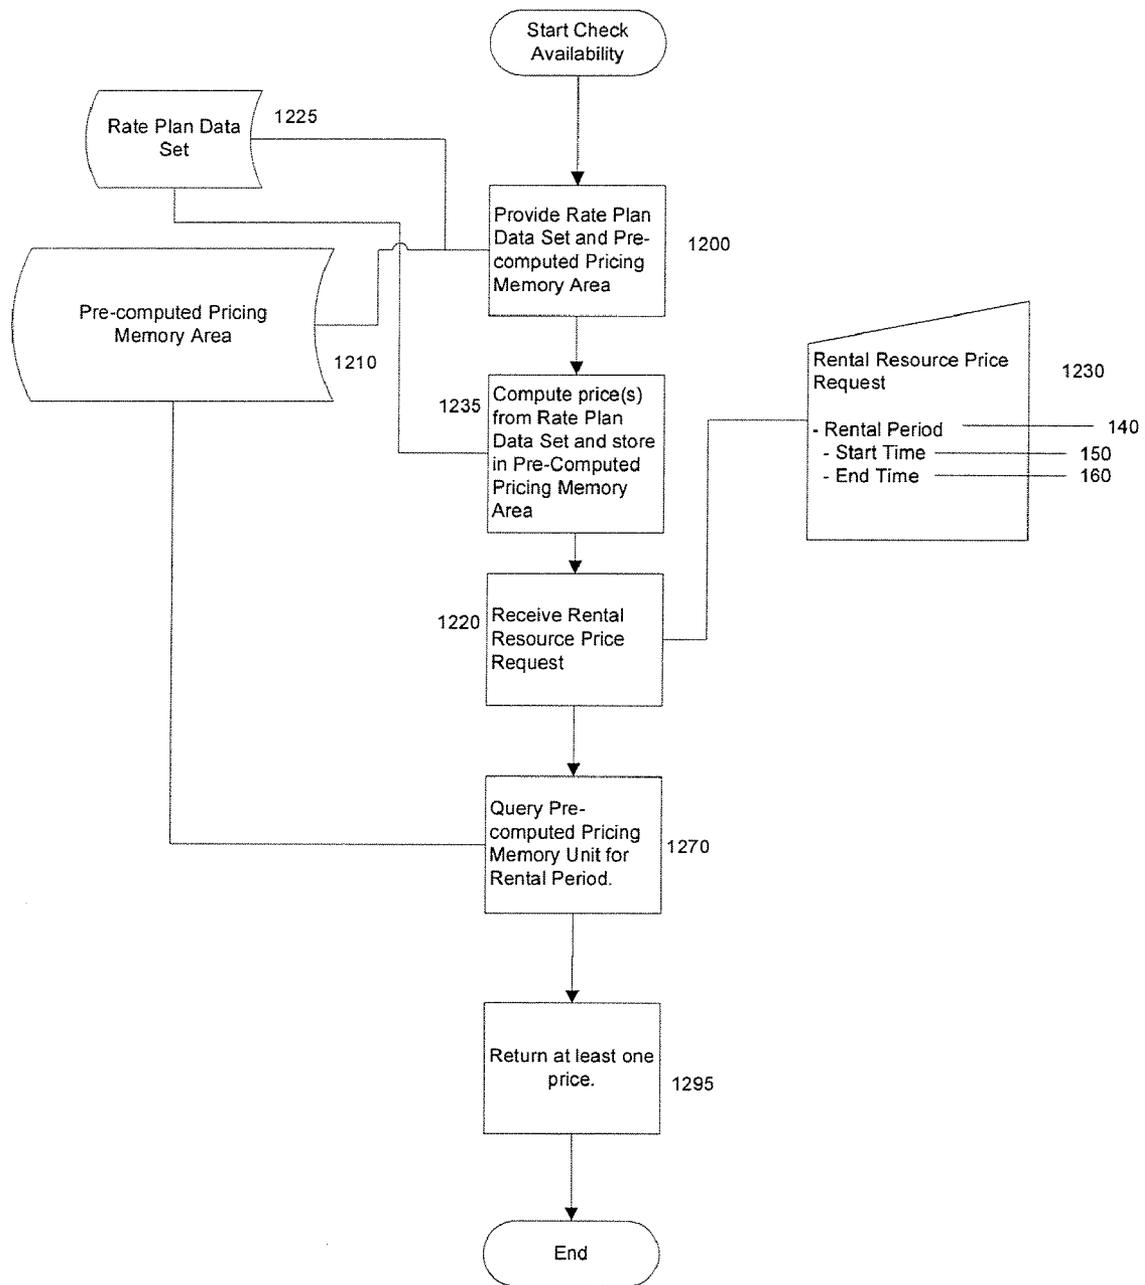 Start Check
Availability
Rate Plan Data
Set
1225
Provide Rate Plan
Data Set and Pre-
computed Pricing
Memory Area
1200
Pre-computed Pricing
Memory Area
1210
1235
Compute price(s)
from Rate Plan
Data Set and store
in Pre-Computed
Pricing Memory
Area
Rental Resource Price
Request
1230
- Rental Period
140
- Start Time
150
- End Time
160
1220
Receive Rental
Resource Price
Request
Query Pre-
computed Pricing
Memory Unit for
Rental Period.
1270
Return at least one
price.
1295
End